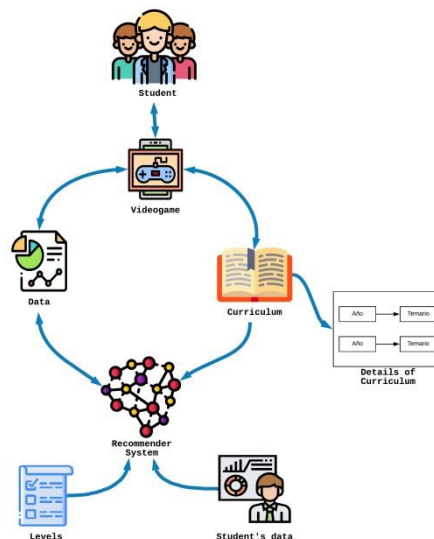 Student
Videogame
Data
Curriculum
Año
Temario
Año
Temario
Details of
Curriculum
Recommender
System
Levels
Student's data